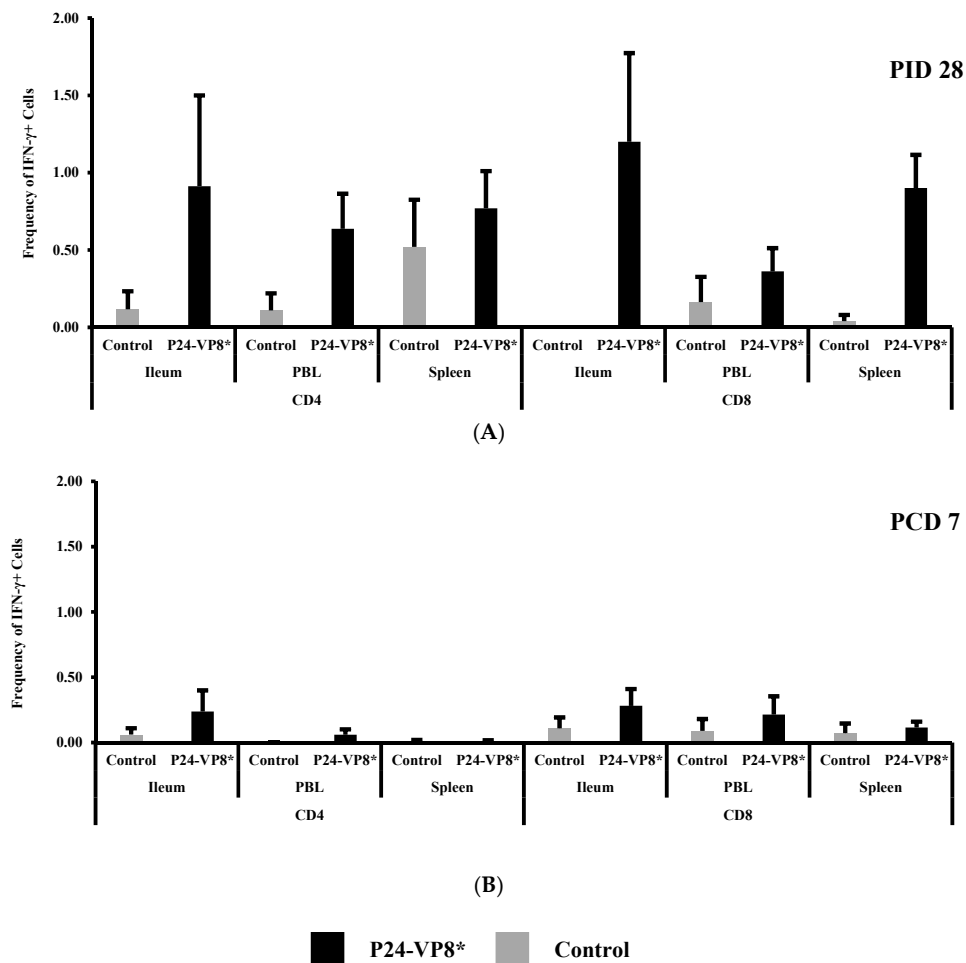 2.00
PID 28
1.50
1.00
0.50
0.00
Frequency of IFN-γ+ Cells
Control P24-VP8* Control P24-VP8* Control P24-VP8* Control P24-VP8* Control P24-VP8* Control P24-VP8*
Ileum PBL Spleen Ileum PBL Spleen
CD4 CD8
(A)
2.00
PCD 7
1.50
1.00
0.50
0.00
Frequency of IFN-γ+ Cells
Control P24-VP8* Control P24-VP8* Control P24-VP8* Control P24-VP8* Control P24-VP8* Control P24-VP8*
Ileum PBL Spleen Ileum PBL Spleen
CD4 CD8
(B)
P24-VP8* Control